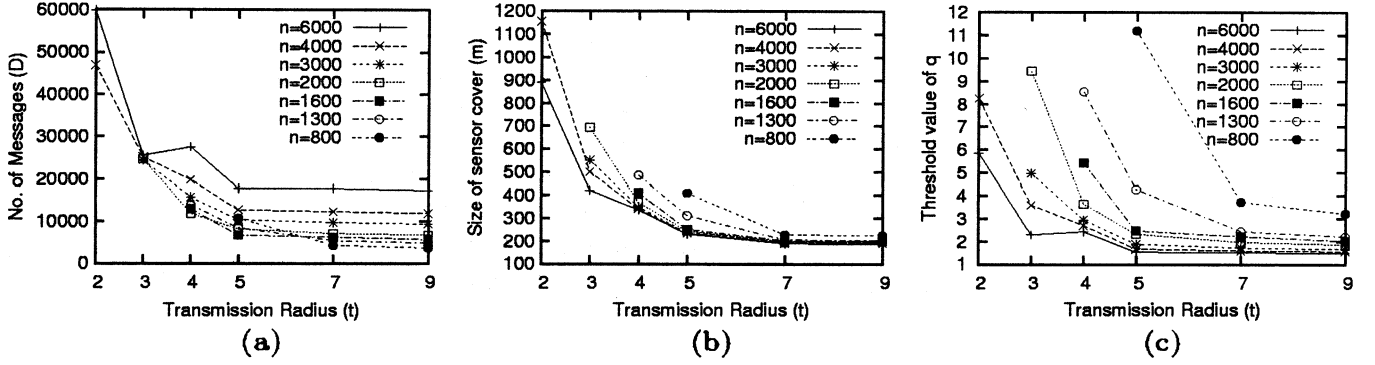 No. of Messages (D)
60000
50000
40000
30000
20000
10000
0
n=6000
n=4000
n=3000
n=2000
n=1600
n=1300
n=800
2 3 4 5 7 9
Transmission Radius (t)
(a)
Size of sensor cover (m)
1200
1100
1000
900
800
700
600
500
400
300
200
100
n=6000
n=4000
n=3000
n=2000
n=1600
n=1300
n=800
2 3 4 5 7 9
Transmission Radius (t)
(b)
Threshold value of q
12
11
10
9
8
7
6
5
4
3
2
1
n=6000
n=4000
n=3000
n=2000
n=1600
n=1300
n=800
2 3 4 5 7 9
Transmission Radius (t)
(c)